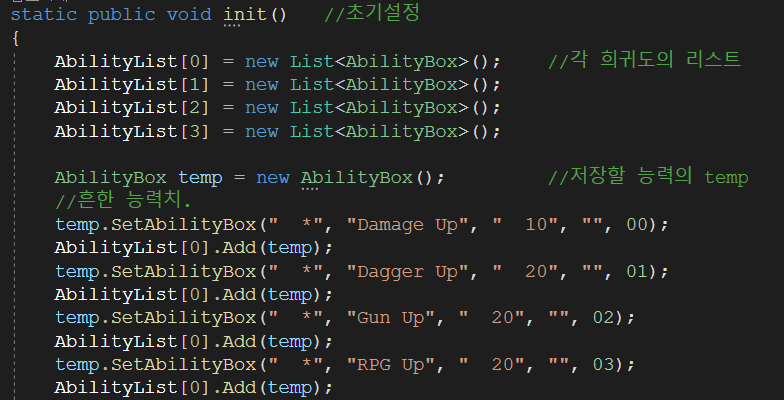 static public void init()   //초기설정
{
    AbilityList[0] = new List<AbilityBox>();    //각 희귀도의 리스트
    AbilityList[1] = new List<AbilityBox>();
    AbilityList[2] = new List<AbilityBox>();
    AbilityList[3] = new List<AbilityBox>();

    AbilityBox temp = new AbilityBox();         //저장할 능력의 temp
    //흔한 능력치.
    temp.SetAbilityBox("  *", "Damage Up", "  10", "", 00);
    AbilityList[0].Add(temp);
    temp.SetAbilityBox("  *", "Dagger Up", "  20", "", 01);
    AbilityList[0].Add(temp);
    temp.SetAbilityBox("  *", "Gun Up", "  20", "", 02);
    AbilityList[0].Add(temp);
    temp.SetAbilityBox("  *", "RPG Up", "  20", "", 03);
    AbilityList[0].Add(temp);